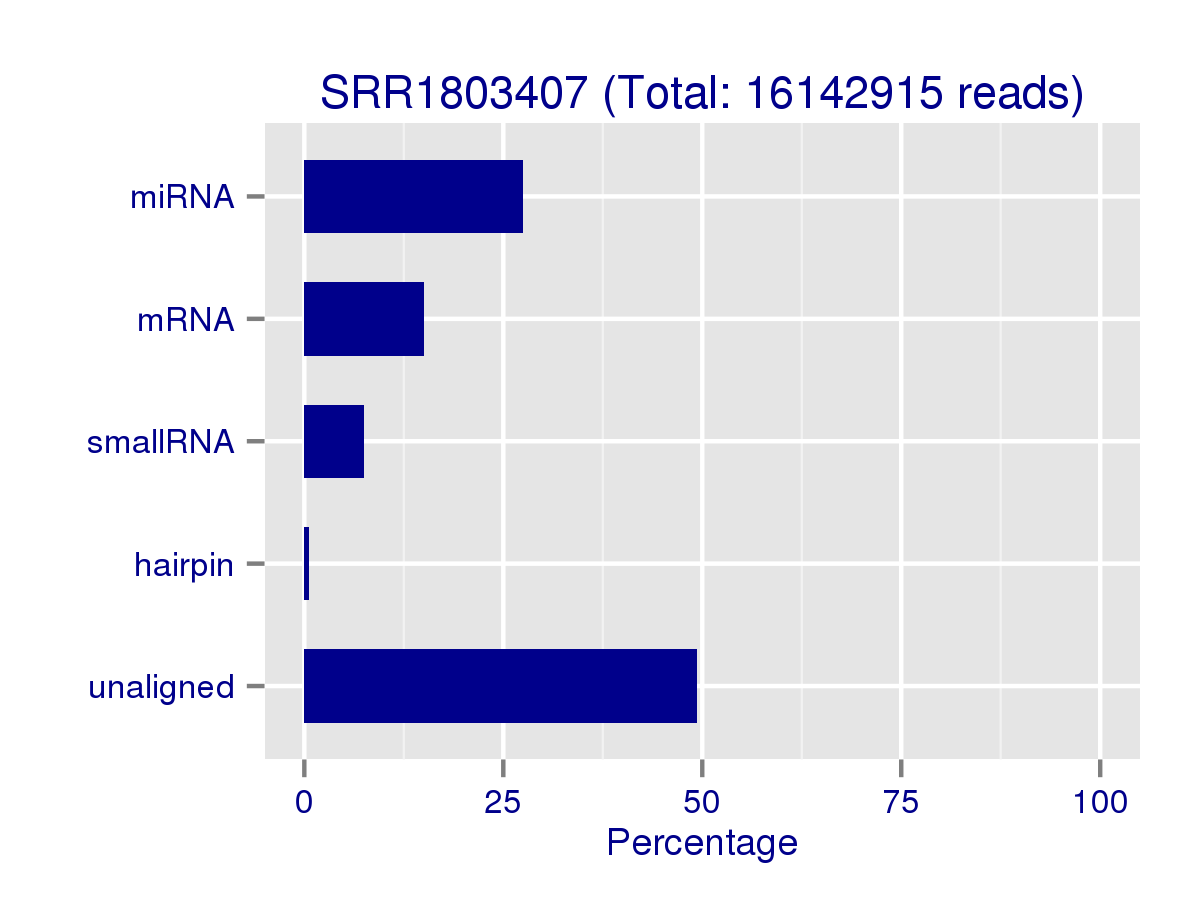 SRR1803407 (Total: 16142915 reads)
miRNA
mRNA
smallRNA
hairpin
unaligned
0 25 50 75 100
Percentage